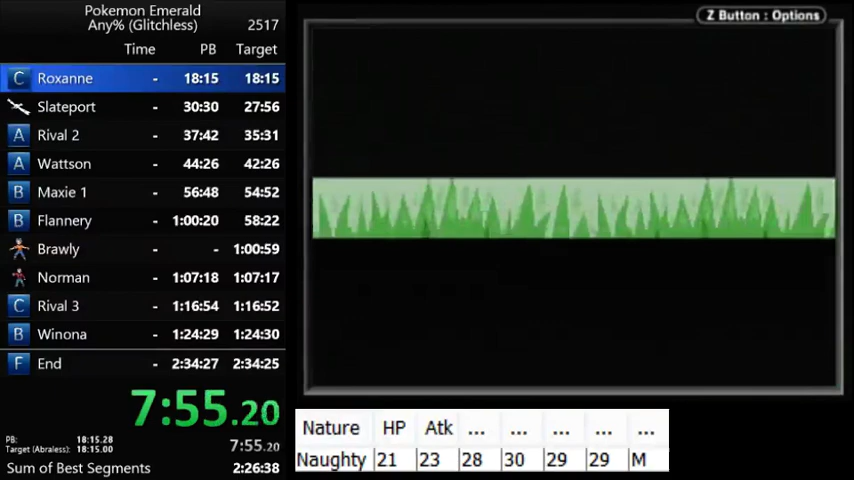 Pokemon Emerald
Any% (Glitchless) 2517
Time PB Target
C Roxanne - 18:15 18:15
Slateport - 30:30 27:56
A Rival 2 - 37:42 35:31
A Wattson - 44:26 42:26
B Maxie 1 - 56:48 54:52
B Flannery - 1:00:20 58:22
Brawly - - 1:00:59
Norman - 1:07:18 1:07:17
C Rival 3 - 1:16:54 1:16:52
B Winona - 1:24:29 1:24:30
F End - 2:34:27 2:34:25
7:55.20
PB: 18:15.28
Target (Abraless): 18:15.00 7:55.20
Sum of Best Segments 2:26:38
Z Button : Options
Nature HP Atk ... ... ... ... ...
Naughty 21 23 28 30 29 29 M